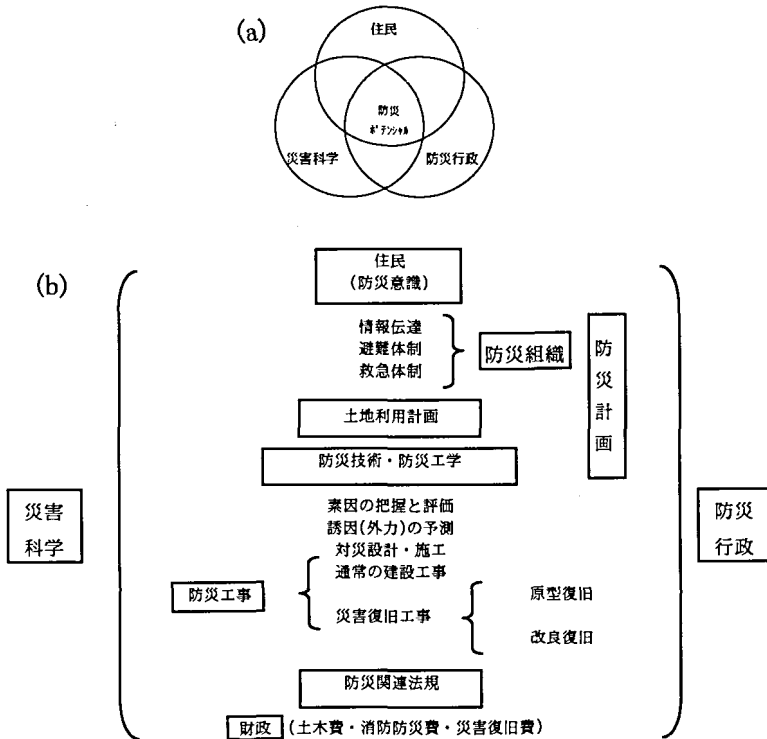 (a)
住民
防災
ポテンシャル
災害科学
防災行政
(b)
住民
(防災意識)
情報伝達
避難体制
救急体制
防災組織
防災計画
土地利用計画
防災技術・防災工学
災害
科学
素因の把握と評価
誘因(外力)の予測
対災設計・施工
通常の建設工事
防災工事
災害復旧工事
原型復旧
改良復旧
防災
行政
防災関連法規
財政 (土木費・消防防災費・災害復旧費)